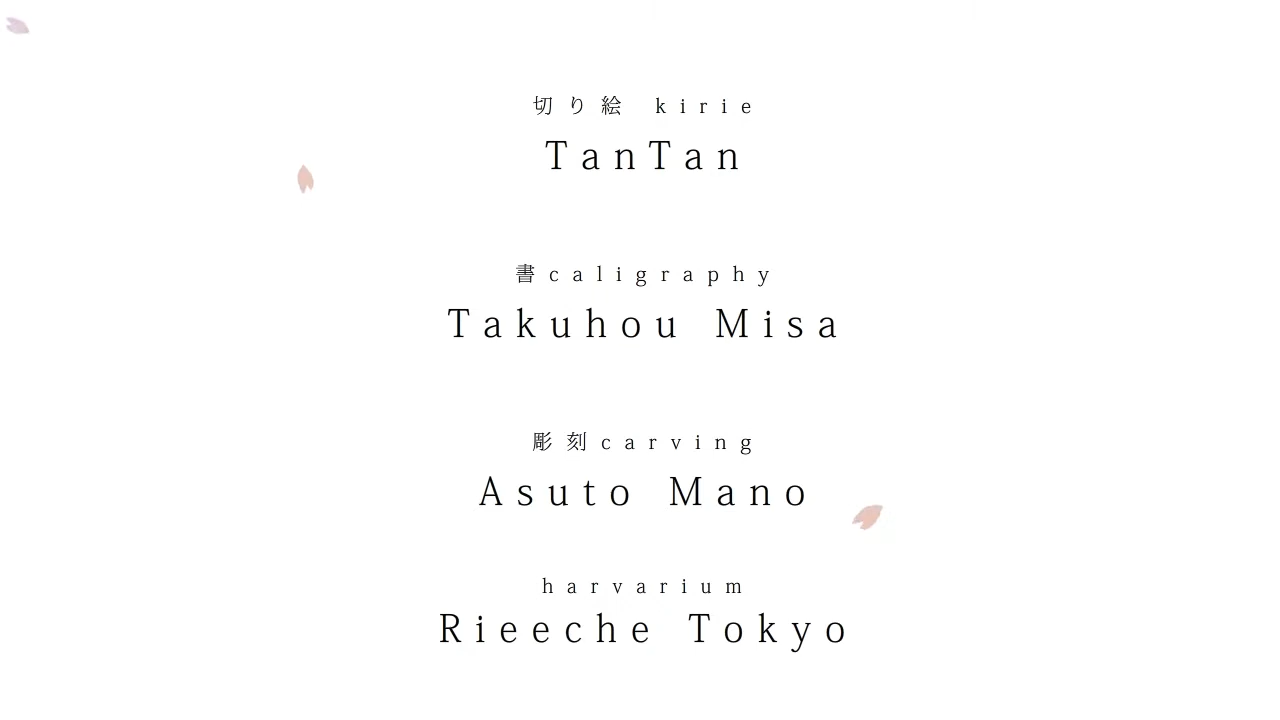 切り絵 kirie
TanTan
書caligraphy
Takuhou Misa
彫刻carving
Asuto Mano
harvarium
Rieeche Tokyo